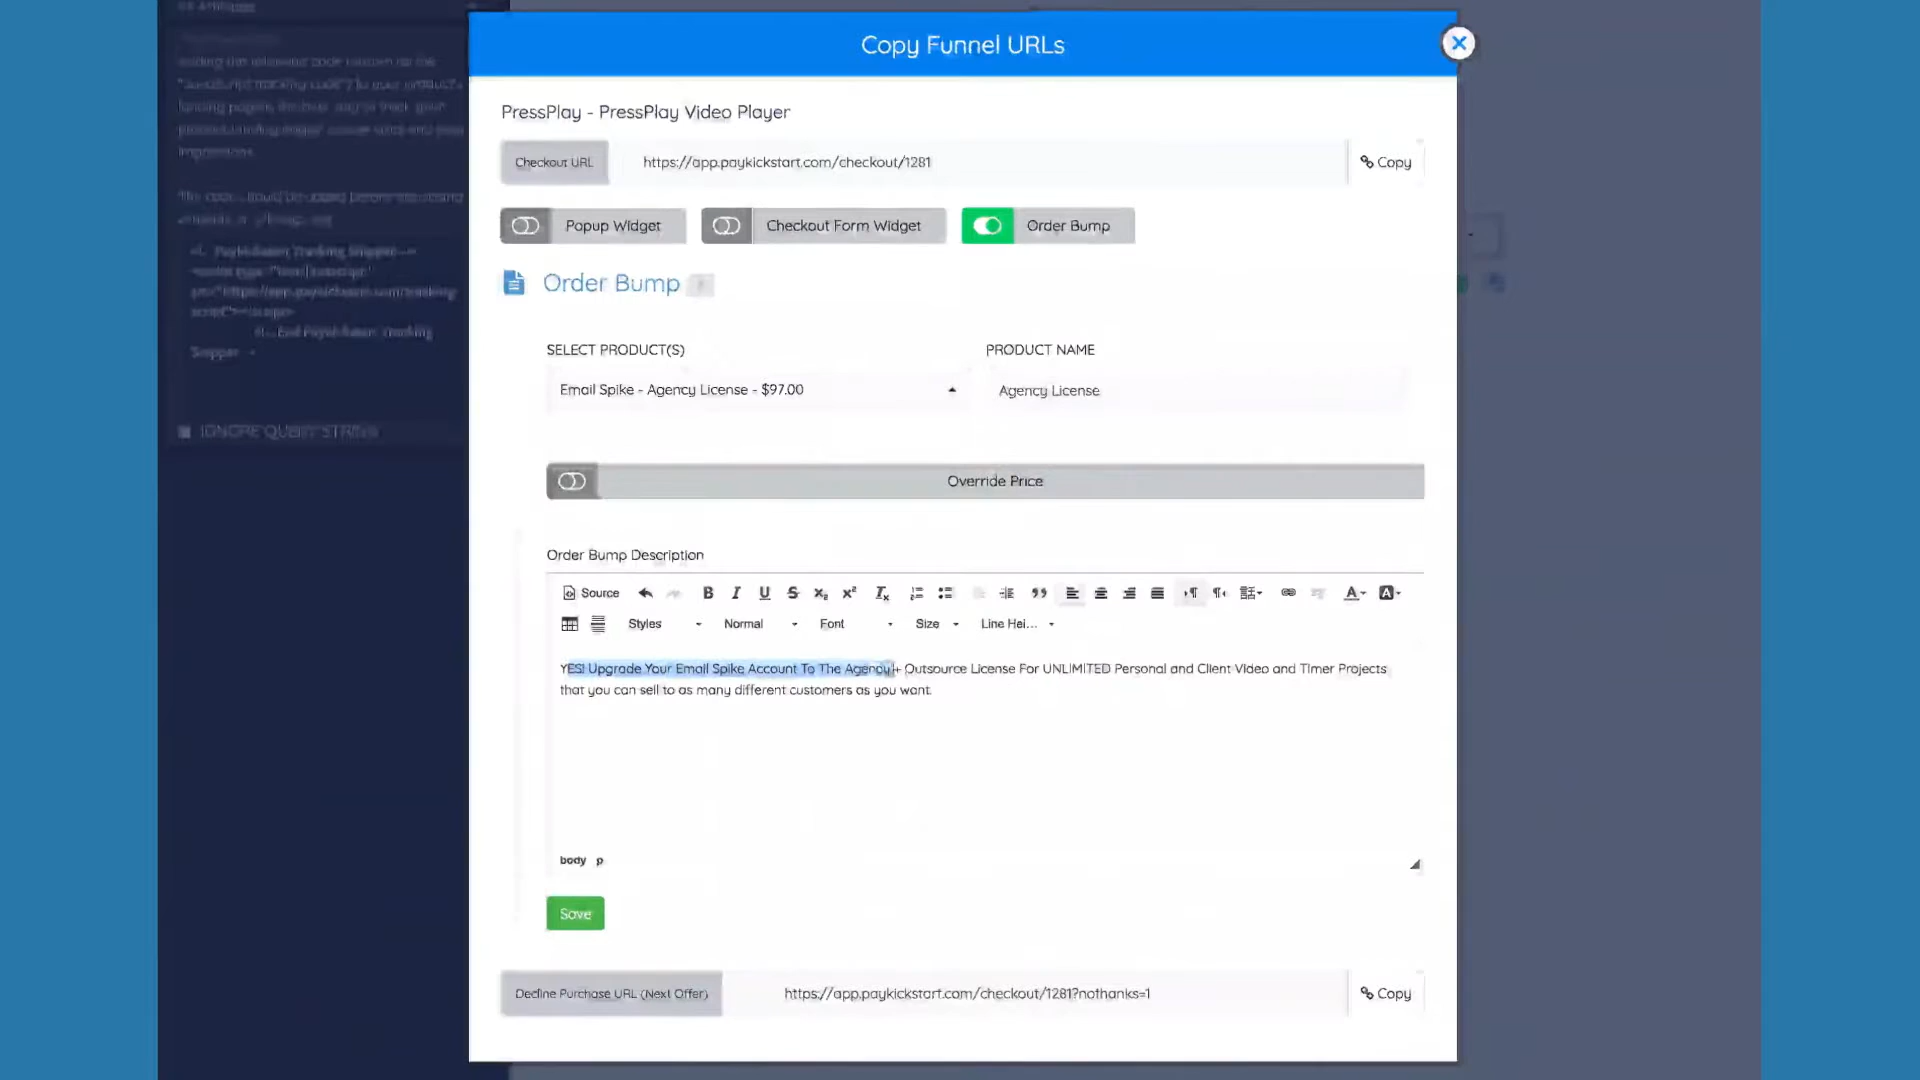 Copy Funnel URLs
PressPlay - PressPlay Video Player
Checkout URL
https://app.paykickstart.com/checkout/1281
Copy
Popup Widget
Checkout Form Widget
Order Bump
Order Bump
SELECT PRODUCT(S)
PRODUCT NAME
Email Spike - Agency License - $97.00
Agency License
Override Price
Order Bump Description
Source
Styles
Normal
Font
Size
Line Hei...
YES! Upgrade Your Email Spike Account To The Agency + Outsource License For UNLIMITED Personal and Client Video and Timer Projects
that you can sell to as many different customers as you want.
body p
Save
Decline Purchase URL (Next Offer)
https://app.paykickstart.com/checkout/1281?nothanks=1
Copy
IGNORE QUERY STRING